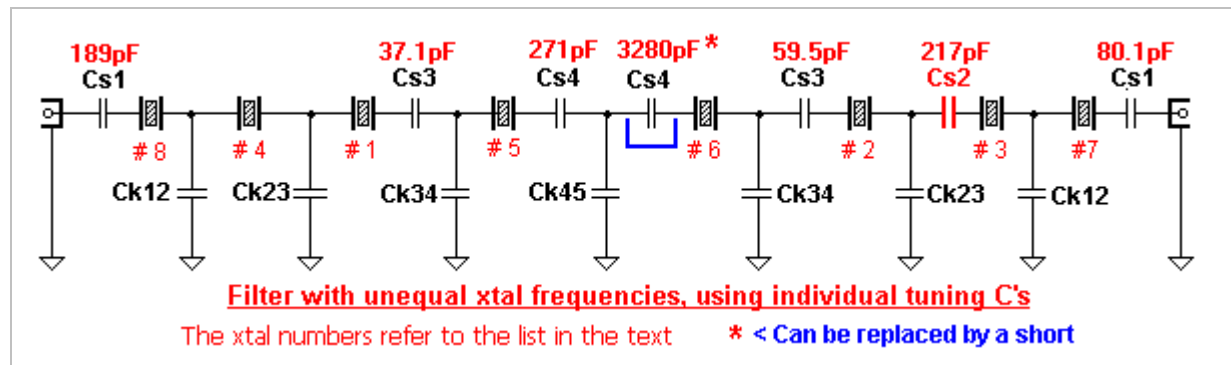 189pF 37.1pF 271pF 3280pF * 59.5pF 217pF 80.1pF
Cs1 Cs3 Cs4 Cs4 Cs3 Cs2 Cs1
# 8 # 4 # 1 # 5 # 6 # 2 # 3 #7
Ck12 Ck23 Ck34 Ck45 Ck34 Ck23 Ck12
Filter with unequal xtal frequencies, using individual tuning C's
The xtal numbers refer to the list in the text * < Can be replaced by a short